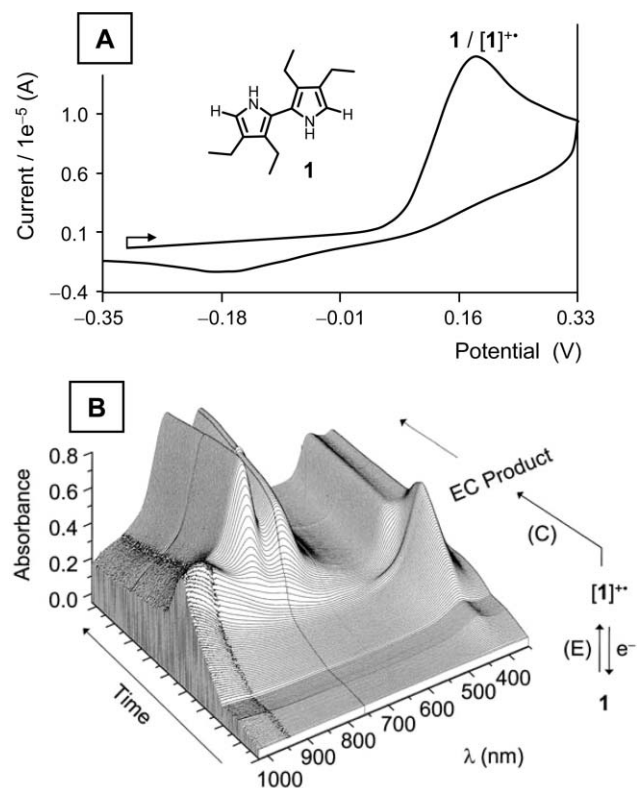 A
1 / [1]+•
Current / 1e–5 (A)
1.0
0.6
0.1
–0.4
H
H
N
N
H
H
1
–0.35
–0.18
–0.01
0.16
0.33
Potential (V)
B
Absorbance
0.8
0.6
0.4
0.2
0.0
EC Product
(C)
[1]+•
(E)
e–
1
Time
1000
900
800
700
600
500
400
λ (nm)